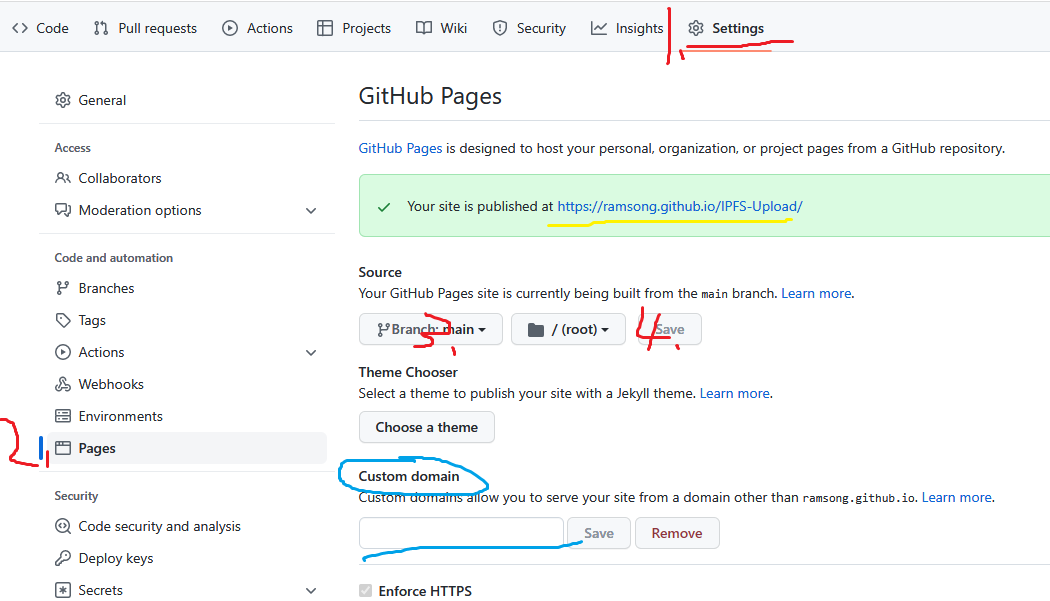 Code Pull requests Actions Projects Wiki Security Insights Settings
1.
General
Access
Collaborators
Moderation options
Code and automation
Branches
Tags
Actions
Webhooks
Environments
2.
Pages
Security
Code security and analysis
Deploy keys
Secrets
GitHub Pages
GitHub Pages is designed to host your personal, organization, or project pages from a GitHub repository.
Your site is published at https://ramsong.github.io/IPFS-Upload/
Source
Your GitHub Pages site is currently being built from the main branch. Learn more.
Branch: main / (root) Save
3. 4.
Theme Chooser
Select a theme to publish your site with a Jekyll theme. Learn more.
Choose a theme
Custom domain
Custom domains allow you to serve your site from a domain other than ramsong.github.io. Learn more.
Save Remove
Enforce HTTPS